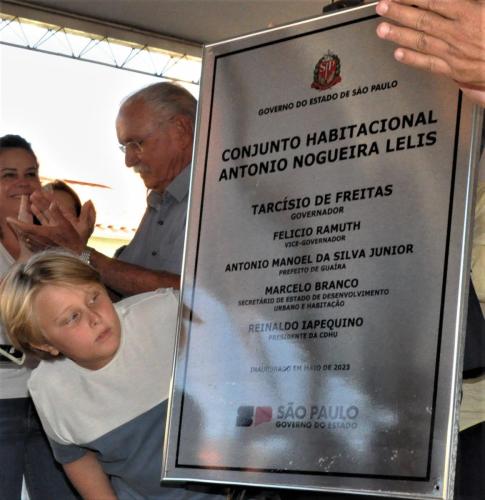 GOVERNO DO ESTADO DE SÃO PAULO
CONJUNTO HABITACIONAL
ANTONIO NOGUEIRA LELIS
TARCÍSIO DE FREITAS
GOVERNADOR
FELICIO RAMUTH
VICE-GOVERNADOR
ANTONIO MANOEL DA SILVA JUNIOR
PREFEITO DE GUAÍRA
MARCELO BRANCO
SECRETÁRIO DE ESTADO DE DESENVOLVIMENTO
URBANO E HABITAÇÃO
REINALDO IAPEQUINO
PRESIDENTE DA CDHU
INAUGURADO EM MAIO DE 2023
SÃO PAULO
GOVERNO DO ESTADO